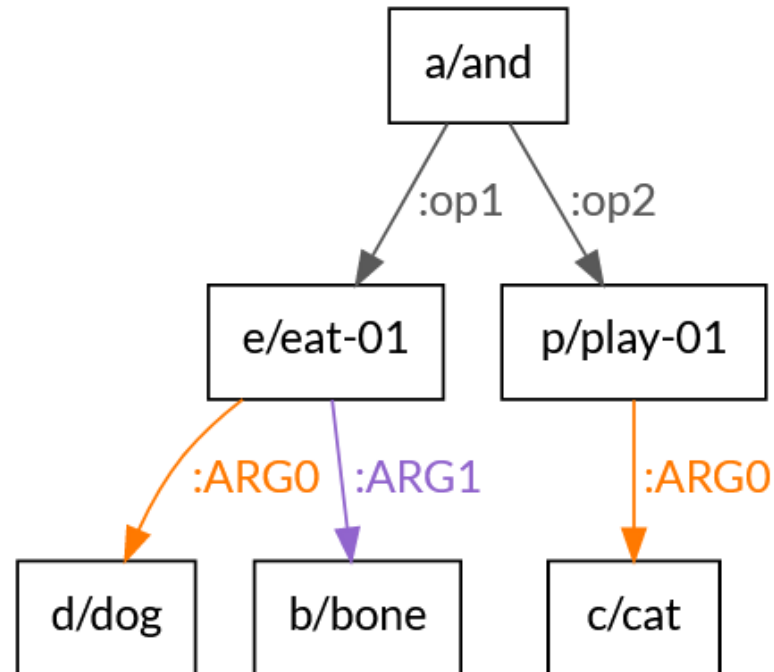 a/and
:op1 :op2
e/eat-01 p/play-01
:ARG0 :ARG1 :ARG0
d/dog b/bone c/cat